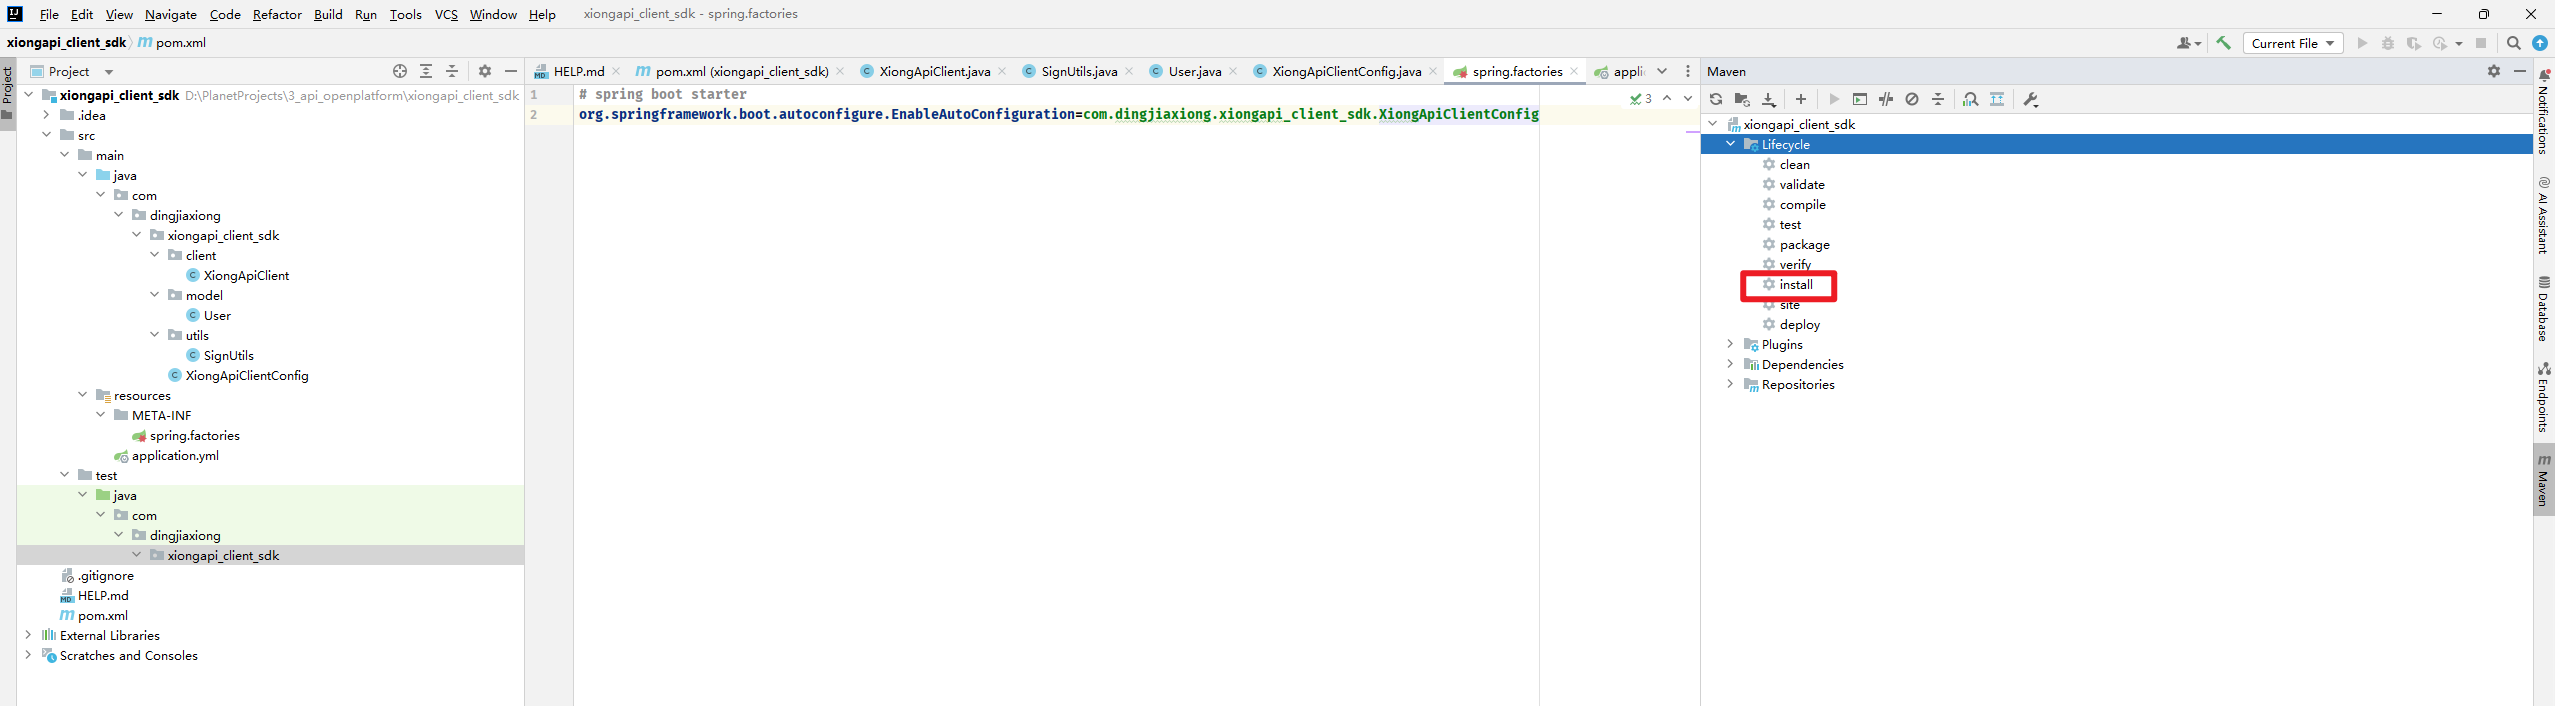 File Edit View Navigate Code Refactor Build Run Tools VCS Window Help xiongapi_client_sdk - spring.factories
xiongapi_client_sdk pom.xml
Current File
Project
Project
xiongapi_client_sdk D:\PlanetProjects\3_api_openplatform\xiongapi_client_sdk
.idea
src
main
java
com
dingjiaxiong
xiongapi_client_sdk
client
XiongApiClient
model
User
utils
SignUtils
XiongApiClientConfig
resources
META-INF
spring.factories
application.yml
test
java
com
dingjiaxiong
xiongapi_client_sdk
.gitignore
HELP.md
pom.xml
External Libraries
Scratches and Consoles
HELP.md pom.xml (xiongapi_client_sdk) XiongApiClient.java SignUtils.java User.java XiongApiClientConfig.java spring.factories appli
1 # spring boot starter
2 org.springframework.boot.autoconfigure.EnableAutoConfiguration=com.dingjiaxiong.xiongapi_client_sdk.XiongApiClientConfig
3
Maven
xiongapi_client_sdk
Lifecycle
clean
validate
compile
test
package
verify
install
site
deploy
Plugins
Dependencies
Repositories
Notifications
AI Assistant
Database
Endpoints
Maven